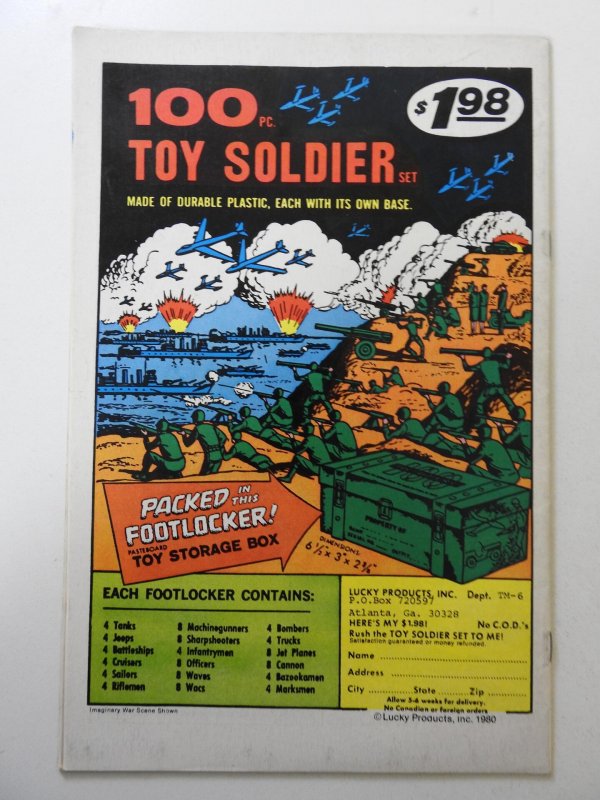 100 PC.
$1.98
TOY SOLDIER SET
MADE OF DURABLE PLASTIC, EACH WITH ITS OWN BASE.
PACKED IN THIS
FOOTLOCKER!
PASTEBOARD
TOY STORAGE BOX
PROPERTY OF
DIMENSIONS:
6 1/2" x 3" x 2 3/8"
EACH FOOTLOCKER CONTAINS:
4 Tanks
4 Jeeps
4 Battleships
4 Cruisers
4 Sailors
4 Riflemen
8 Machinegunners
8 Sharpshooters
4 Infantrymen
8 Officers
8 Waves
8 Wacs
4 Bombers
4 Trucks
8 Jet Planes
8 Cannon
4 Bazookamen
4 Marksmen
LUCKY PRODUCTS, INC. Dept. TM-6
P.O.Box 720597
Atlanta, Ga. 30328
HERE'S MY $1.98! No C.O.D.'s
Rush the TOY SOLDIER SET TO ME!
Satisfaction guaranteed or money refunded.
Name
Address
City State Zip
Allow 5-6 weeks for delivery.
No Canadian or foreign orders
Imaginary War Scene Shown
© Lucky Products, Inc. 1980